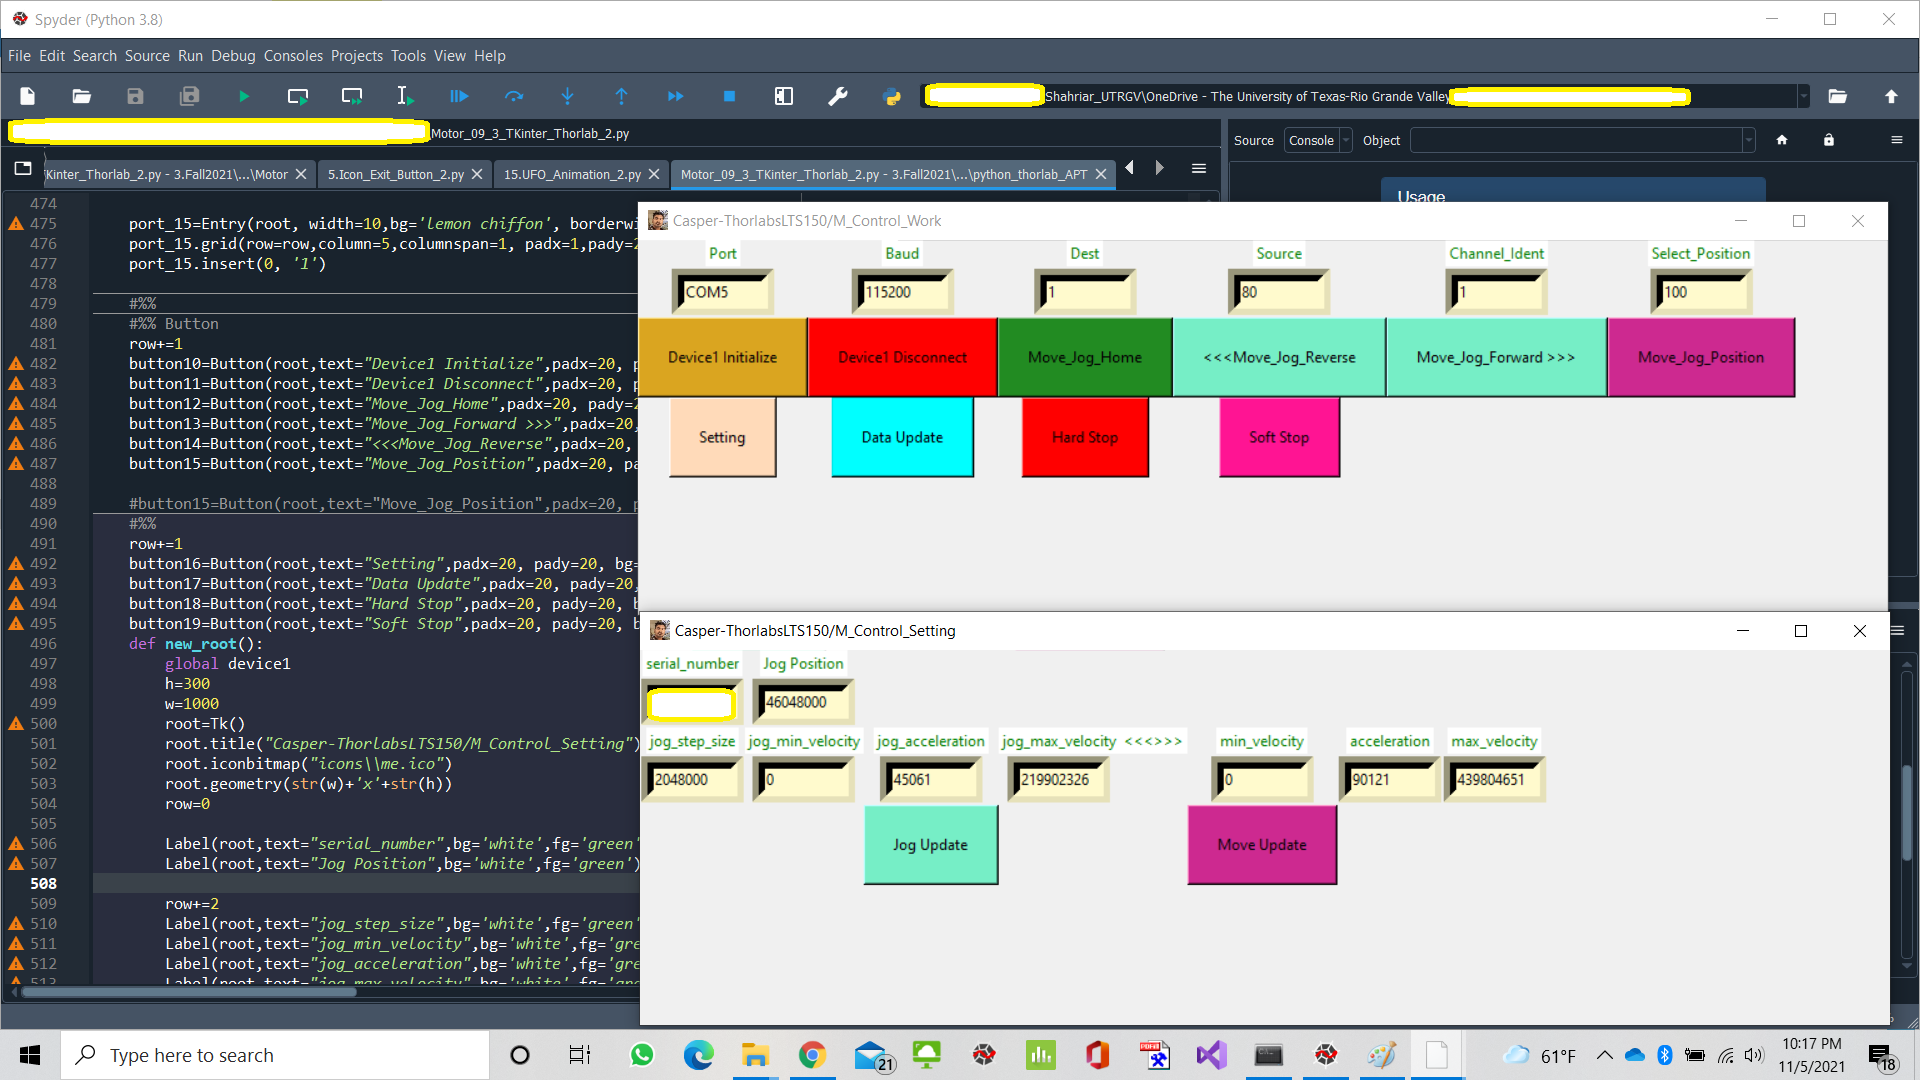 Spyder (Python 3.8)
File Edit Search Source Run Debug Consoles Projects Tools View Help
Shahriar_UTRGV\OneDrive - The University of Texas-Rio Grande Valley
Motor_09_3_TKinter_Thorlab_2.py
Source Console Object
Kinter_Thorlab_2.py - 3.Fall2021\...\Motor
5.Icon_Exit_Button_2.py
15.UFO_Animation_2.py
Motor_09_3_TKinter_Thorlab_2.py - 3.Fall2021\...\python_thorlab_APT
Usage
474
475 port_15=Entry(root, width=10,bg='lemon chiffon', borderwi
476 port_15.grid(row=row,column=5,columnspan=1, padx=1,pady=2
477 port_15.insert(0, '1')
478
479 #%%
480 #%% Button
481 row+=1
482 button10=Button(root,text="Device1 Initialize",padx=20, p
483 button11=Button(root,text="Device1 Disconnect",padx=20, p
484 button12=Button(root,text="Move_Jog_Home",padx=20, pady=2
485 button13=Button(root,text="Move_Jog_Forward >>>",padx=20,
486 button14=Button(root,text="<<<Move_Jog_Reverse",padx=20,
487 button15=Button(root,text="Move_Jog_Position",padx=20, pa
488
489 #button15=Button(root,text="Move_Jog_Position",padx=20, p
490 #%%
491 row+=1
492 button16=Button(root,text="Setting",padx=20, pady=20, bg=
493 button17=Button(root,text="Data Update",padx=20, pady=20,
494 button18=Button(root,text="Hard Stop",padx=20, pady=20, b
495 button19=Button(root,text="Soft Stop",padx=20, pady=20, b
496 def new_root():
497 global device1
498 h=300
499 w=1000
500 root=Tk()
501 root.title("Casper-ThorlabsLTS150/M_Control_Setting")
502 root.iconbitmap("icons\\me.ico")
503 root.geometry(str(w)+'x'+str(h))
504 row=0
505
506 Label(root,text="serial_number",bg='white',fg='green'
507 Label(root,text="Jog Position",bg='white',fg='green')
508
509 row+=2
510 Label(root,text="jog_step_size",bg='white',fg='green'
511 Label(root,text="jog_min_velocity",bg='white',fg='gre
512 Label(root,text="jog_acceleration",bg='white',fg='gre
513 Label(root,text="jog_max_velocity",bg='white',fg='gre
Casper-ThorlabsLTS150/M_Control_Work
Port Baud Dest Source Channel_Ident Select_Position
COM5 115200 1 80 1 100
Device1 Initialize Device1 Disconnect Move_Jog_Home <<<Move_Jog_Reverse Move_Jog_Forward >>> Move_Jog_Position
Setting Data Update Hard Stop Soft Stop
Casper-ThorlabsLTS150/M_Control_Setting
serial_number Jog Position
46048000
jog_step_size jog_min_velocity jog_acceleration jog_max_velocity <<<>>> min_velocity acceleration max_velocity
2048000 0 45061 219902326 0 90121 439804651
Jog Update Move Update
Type here to search
21
61°F
10:17 PM
11/5/2021
18